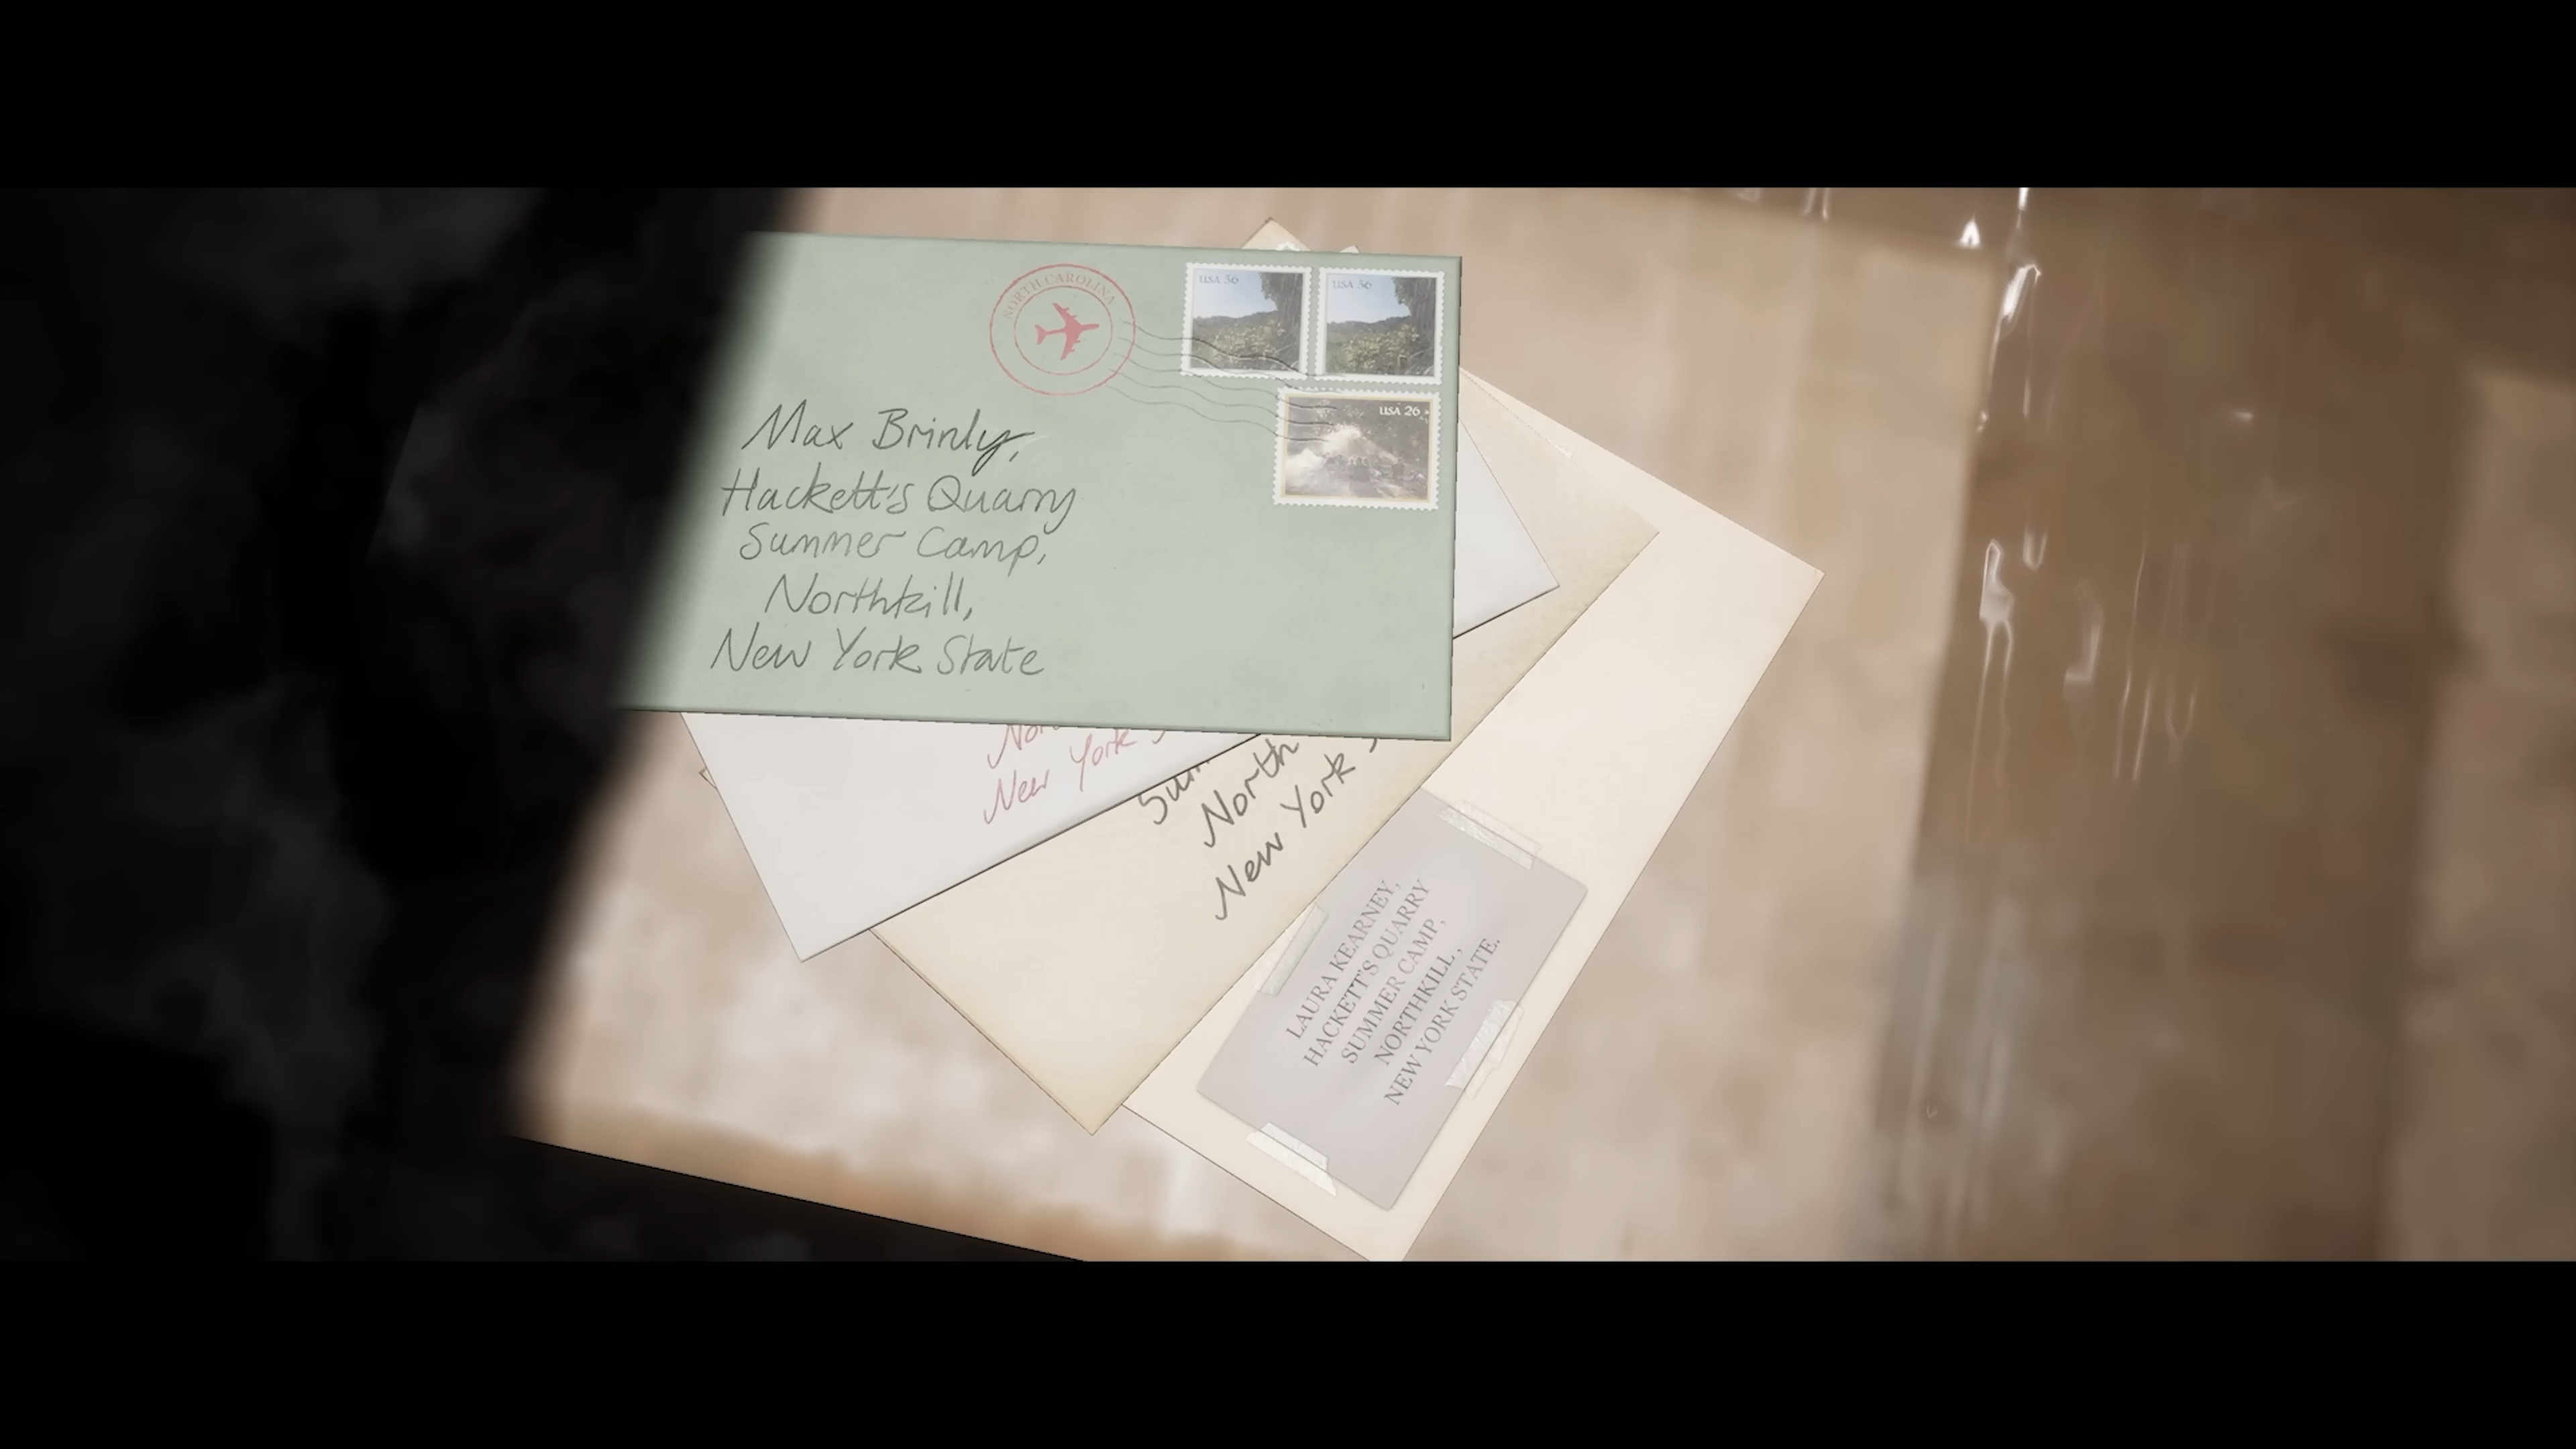 NORTH CAROLINA
USA 36
USA 36
USA 26
Max Brinly,
Hackett's Quarry
Summer Camp,
Northkill,
New York State
New York
North
New York
LAURA KEARNEY,
HACKETT'S QUARRY
SUMMER CAMP,
NORTHKILL,
NEW YORK STATE.